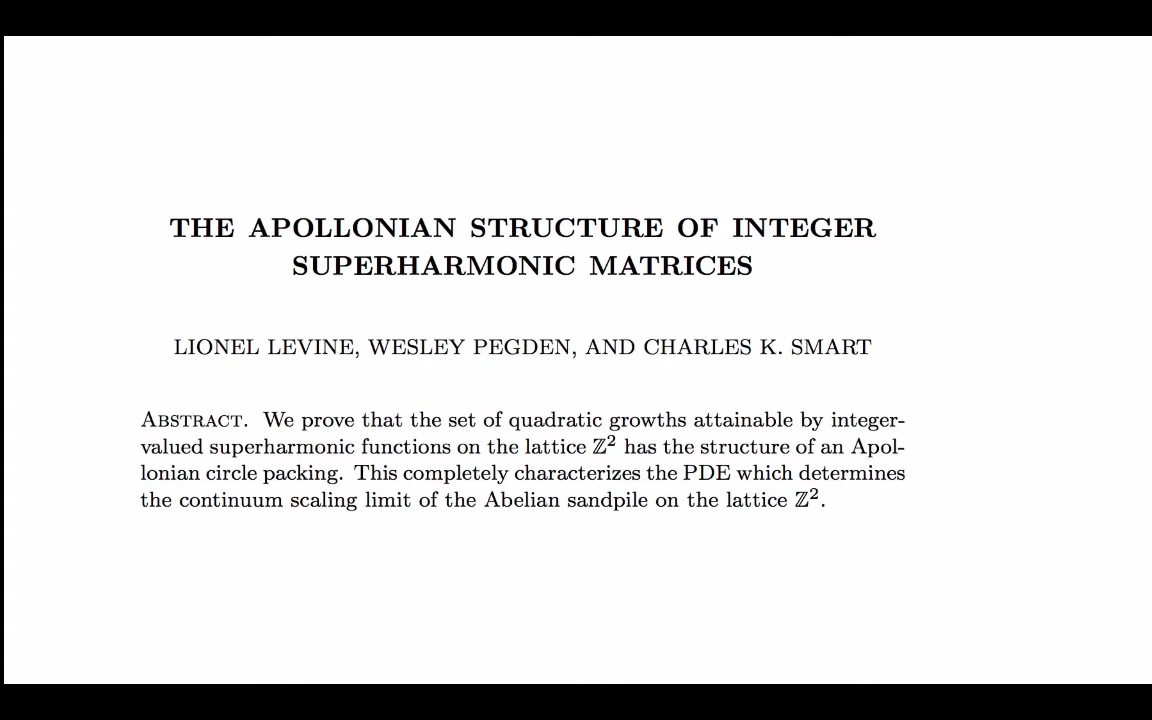 THE APOLLONIAN STRUCTURE OF INTEGER
SUPERHARMONIC MATRICES
LIONEL LEVINE, WESLEY PEGDEN, AND CHARLES K. SMART
ABSTRACT. We prove that the set of quadratic growths attainable by integer-
valued superharmonic functions on the lattice ℤ² has the structure of an Apol-
lonian circle packing. This completely characterizes the PDE which determines
the continuum scaling limit of the Abelian sandpile on the lattice ℤ².